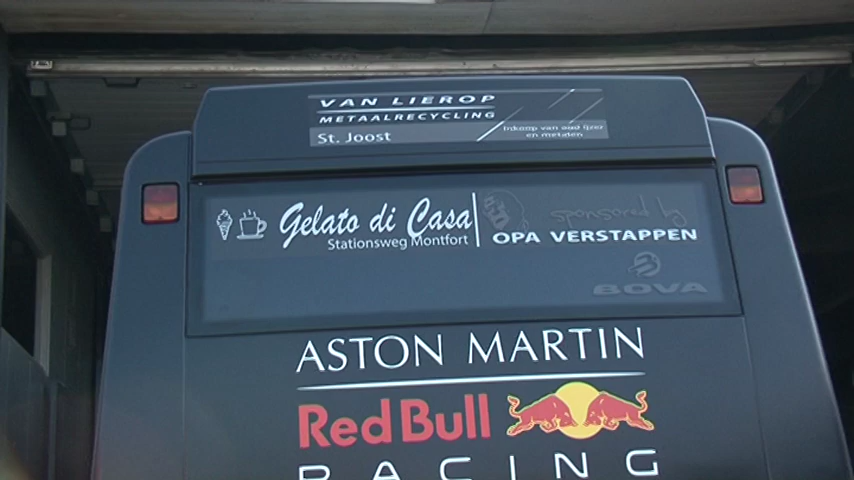 VAN LIEROP
METAALRECYCLING
St. Joost
Inkoop van oud ijzer
en metalen
Gelato di Casa
Stationsweg Montfort
sponsored by
OPA VERSTAPPEN
BOVA
ASTON MARTIN
Red Bull
RACING